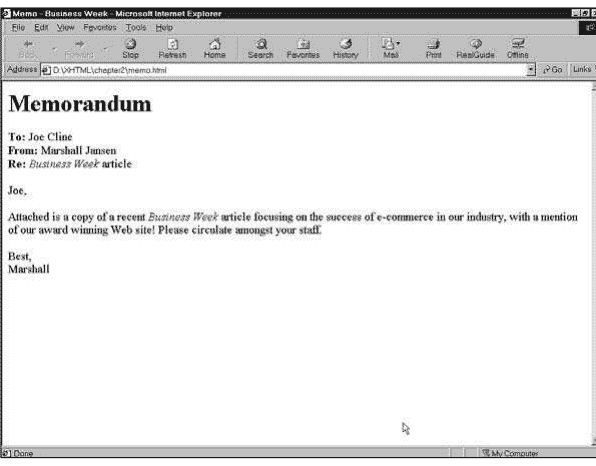 Memo - Business Week - Microsoft Internet Explorer
File Edit View Favorites Tools Help
Back Forward Stop Refresh Home Search Favorites History Mail Print RealGuide Offline
Address D:\XHTML\chapter2\memo.html Go Links
Memorandum
To: Joe Cline
From: Marshall Jansen
Re: Business Week article
Joe,
Attached is a copy of a recent Business Week article focusing on the success of e-commerce in our industry, with a mention
of our award winning Web site! Please circulate amongst your staff.
Best,
Marshall
Done My Computer